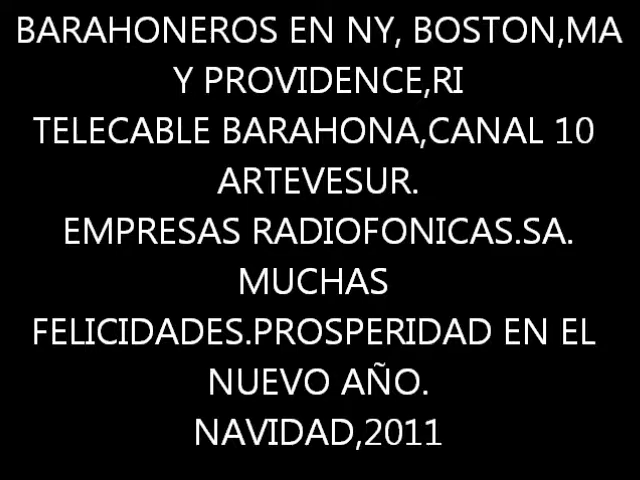 BARAHONEROS EN NY, BOSTON,MA
Y PROVIDENCE,RI
TELECABLE BARAHONA,CANAL 10
ARTEVESUR.
EMPRESAS RADIOFONICAS.SA.
MUCHAS
FELICIDADES.PROSPERIDAD EN EL
NUEVO AÑO.
NAVIDAD,2011